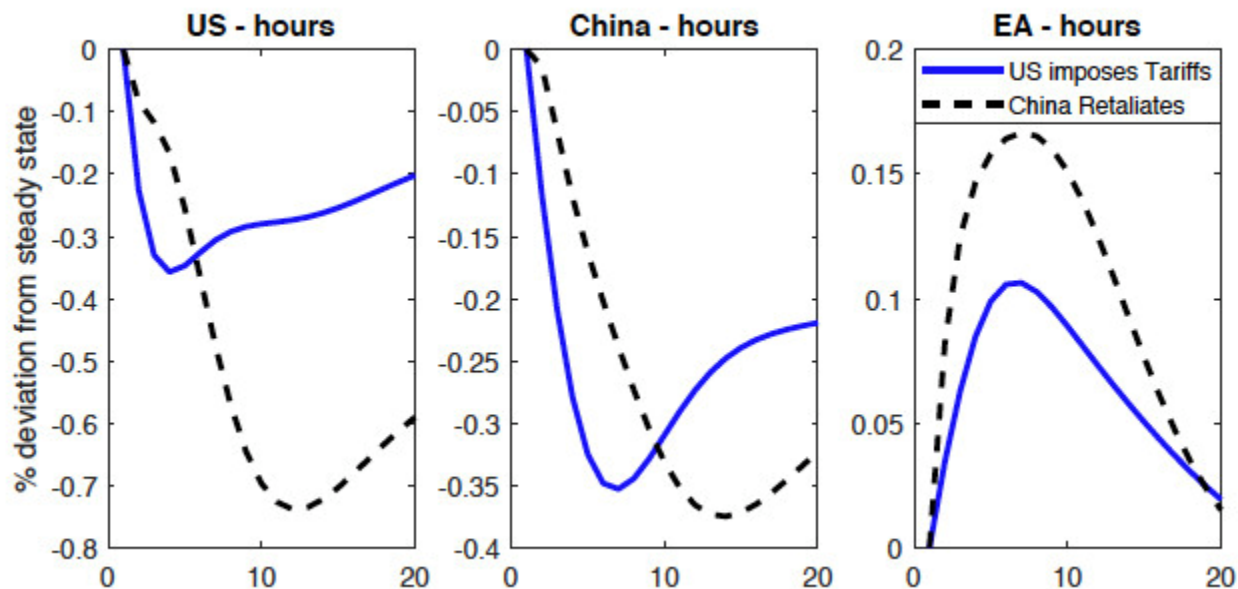 US - hours
China - hours
EA - hours
% deviation from steady state
0
-0.1
-0.2
-0.3
-0.4
-0.5
-0.6
-0.7
-0.8
0 10 20
0
-0.05
-0.1
-0.15
-0.2
-0.25
-0.3
-0.35
-0.4
0 10 20
0.2
0.15
0.1
0.05
0
0 10 20
US imposes Tariffs
China Retaliates